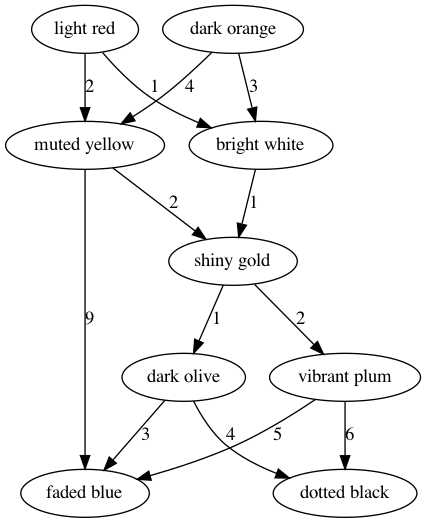 light red
dark orange
2
1
4
3
muted yellow
bright white
2
1
shiny gold
9
1
2
dark olive
vibrant plum
3
4
5
6
faded blue
dotted black